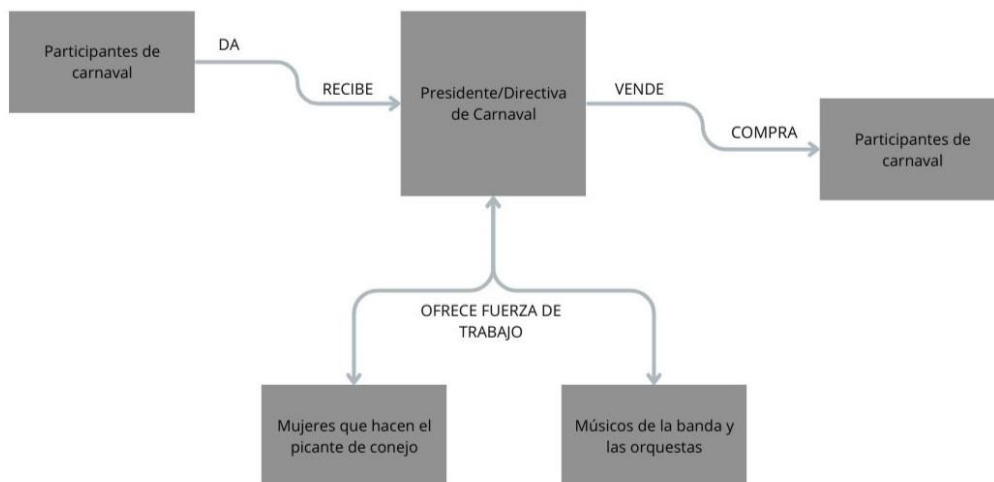 Participantes de
carnaval
DA
RECIBE
Presidente/Directiva
de Carnaval
VENDE
COMPRA
Participantes de
carnaval
OFRECE FUERZA DE
TRABAJO
Mujeres que hacen el
picante de conejo
Músicos de la banda y
las orquestas